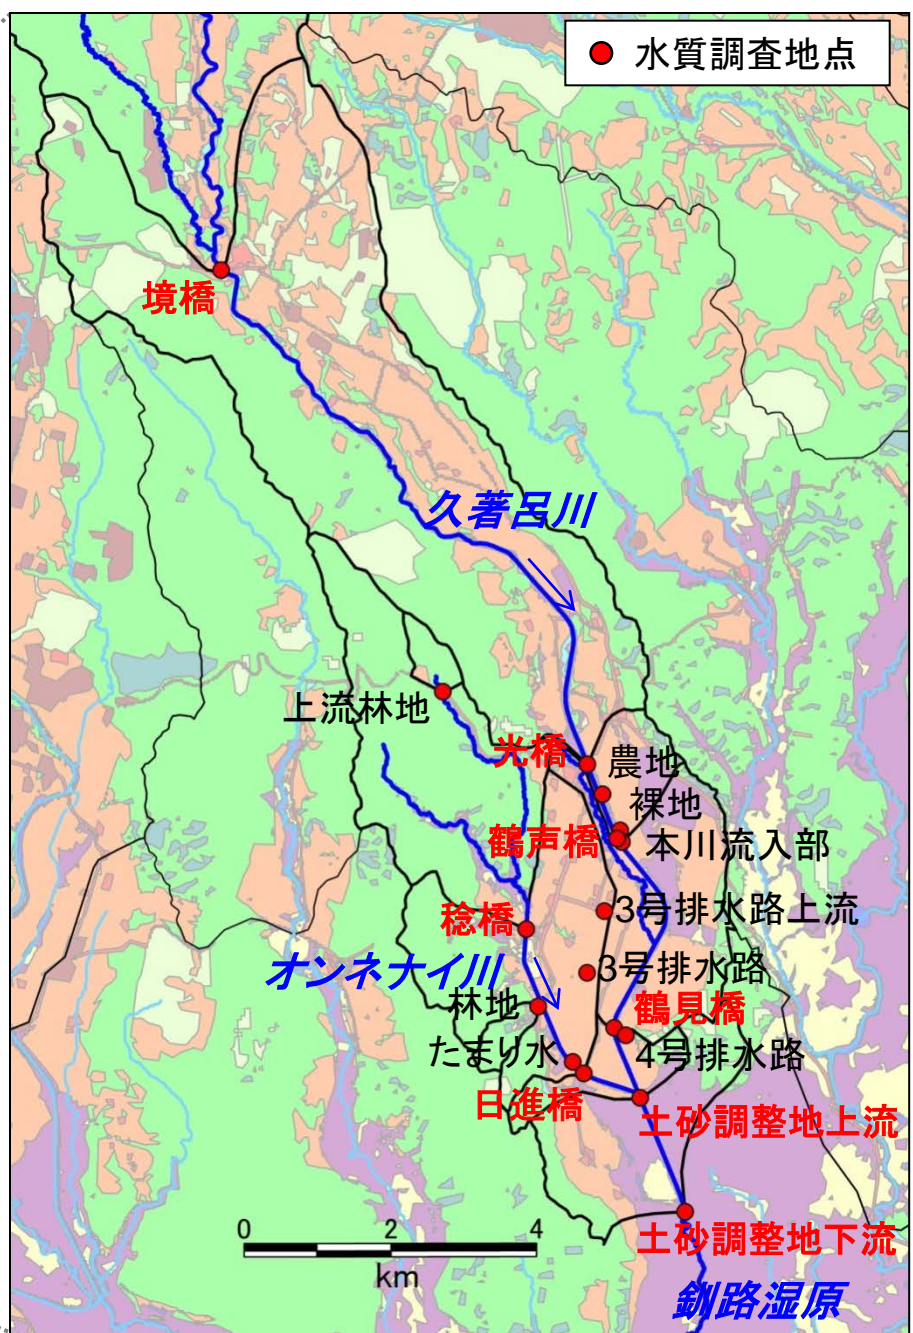 水質調査地点
境橋
久著呂川
上流林地
光橋
農地
裸地
鶴声橋
本川流入部
稔橋
3号排水路上流
オンネナイ川
3号排水路
林地
鶴見橋
たまり水
4号排水路
日進橋
土砂調整地上流
0 2 4
土砂調整地下流
km
釧路湿原